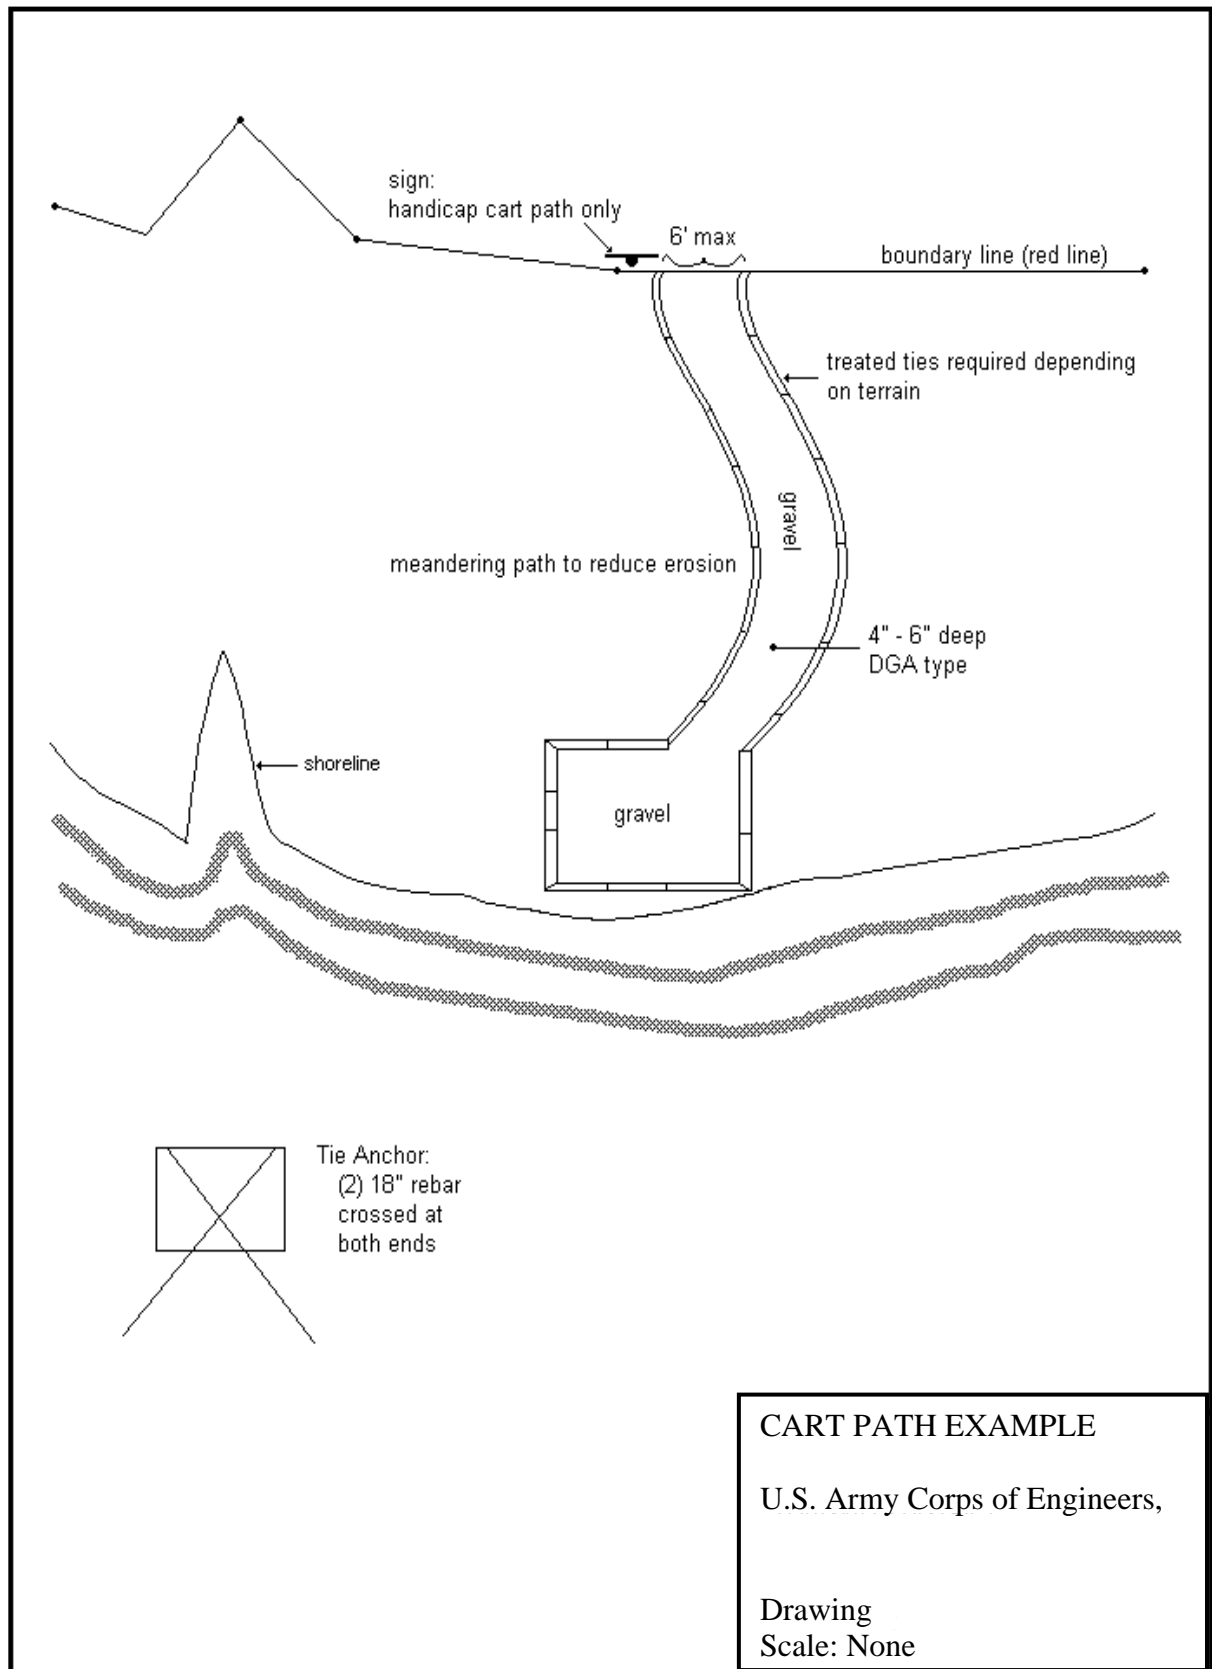 sign:
handicap cart path only
6' max
boundary line (red line)
treated ties required depending
on terrain
gravel
meandering path to reduce erosion
4" - 6" deep
DGA type
shoreline
gravel
Tie Anchor:
(2) 18" rebar
crossed at
both ends
CART PATH EXAMPLE
U.S. Army Corps of Engineers,
Drawing
Scale: None